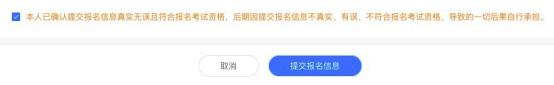 本人已确认提交报名信息真实无误且符合报名考试资格，后期因提交报名信息不真实、有误、不符合报名考试资格，导致的一切后果自行承担。
取消
提交报名信息